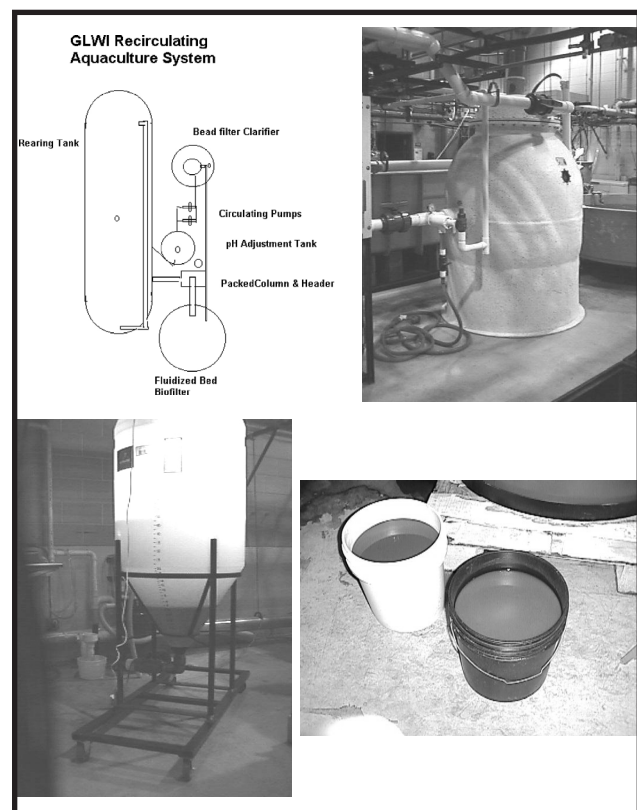 GLWI Recirculating
Aquaculture System
Rearing Tank
Bead filter Clarifier
Circulating Pumps
pH Adjustment Tank
PackedColumn & Header
Fluidized Bed
Biofilter